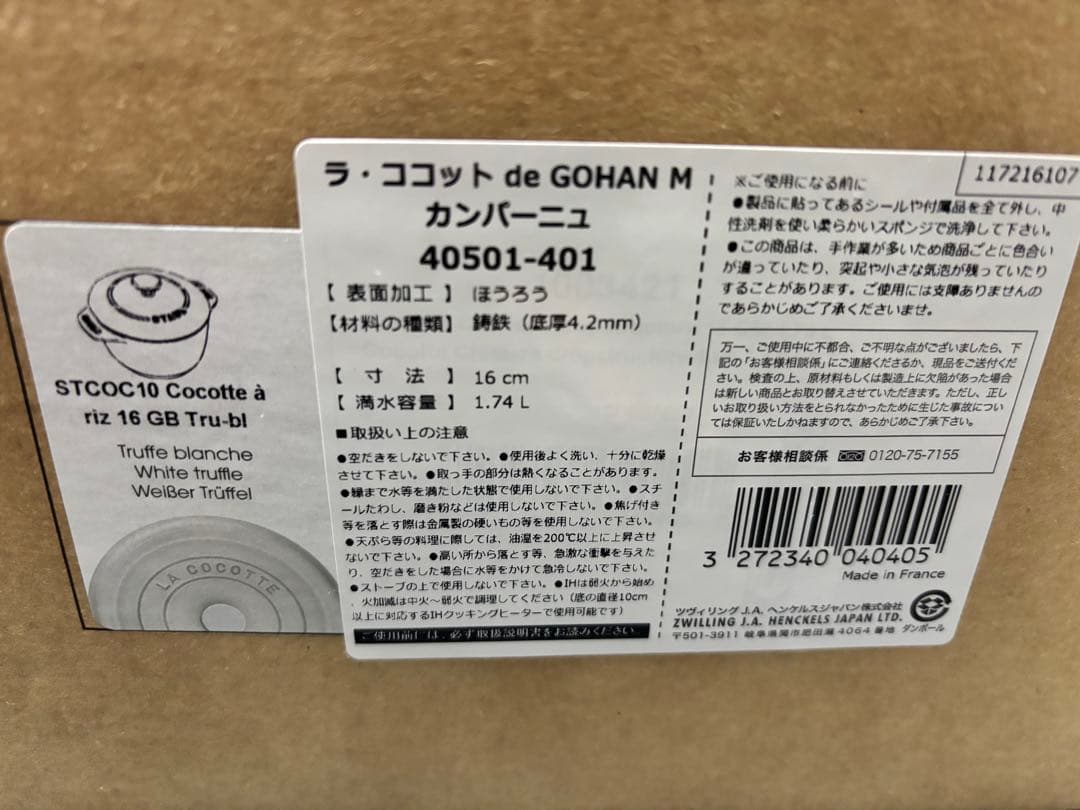 STCOC10 Cocotte à
riz 16 GB Tru-bl
Truffe blanche
White truffle
Weißer Trüffel
LA COCOTTE
ラ・ココット de GOHAN M
カンパーニュ
40501-401
【 表面加工 】 ほうろう
【材料の種類】 鋳鉄（底厚4.2mm）
【 寸 法 】 16 cm
【 満水容量 】 1.74 L
■取扱い上の注意
●空だきをしないで下さい。●使用後よく洗い、十分に乾燥
させて下さい。●取っ手の部分は熱くなることがあります。
●縁まで水等を満たした状態で使用しないで下さい。●スチ
ールたわし、磨き粉などは使用しないで下さい。●焦げ付き
等を落とす際は金属製の硬いもの等を使用しないで下さい。
●天ぷら等の料理に際しては、油温を200℃以上に上昇させ
ないで下さい。●高い所から落とす等、急激な衝撃を与えた
り、空だきをした場合に水等をかけて急冷しないで下さい。
●ストーブの上で使用しないで下さい。●IHは弱火から始め
、火加減は中火～弱火で調理してください（底の直径10cm
以上に対応するIHクッキングヒーターで使用可能です）
ご使用前には、必ず取扱説明書をお読みください
117216107
※ご使用になる前に
●製品に貼ってあるシールや付属品を全て外し、中
性洗剤を使い柔らかいスポンジで洗浄して下さい。
●この商品は、手作業が多いため商品ごとに色合い
が違っていたり、突起や小さな気泡が残っていたり
することがあります。ご使用には支障ありませんの
であらかじめご了承くださいませ。
万一、ご使用中に不都合、ご不明な点がございましたら、下
記の「お客様相談係」にご連絡くださるか、現品をご送付くだ
さい。検査の上、原材料もしくは製造上に欠陥があった場合
は新しい商品とお取り替えさせていただきます。ただし、正し
いお取り扱い方法をとられなかったために生じた事故につい
ては保証いたしかねますので、あらかじめご了承下さい。
お客様相談係 0120-75-7155
3 272340 040405
Made in France
ツヴィリング J.A. ヘンケルスジャパン株式会社
ZWILLING J.A. HENCKELS JAPAN LTD.
〒501-3911 岐阜県関市肥田瀬 4064 番地
ダンボール